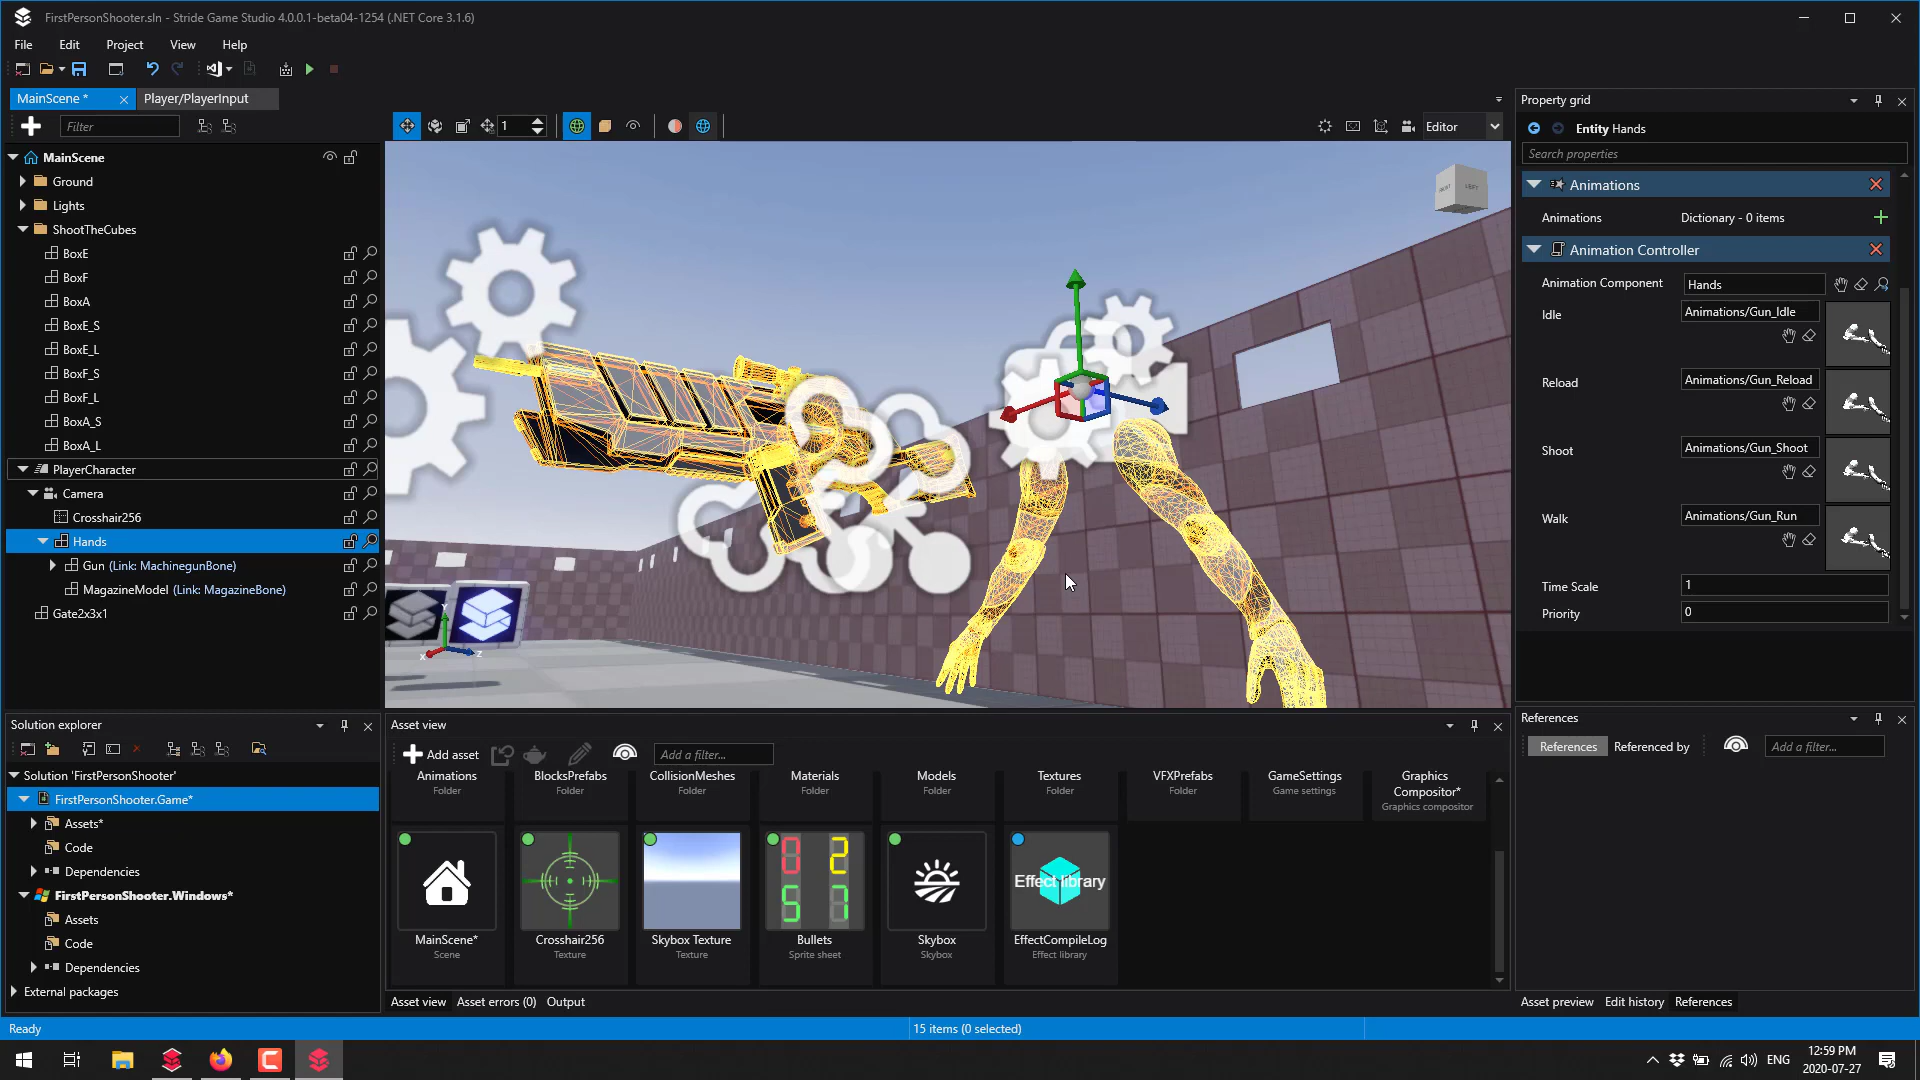 FirstPersonShooter.sln - Stride Game Studio 4.0.0.1-beta04-1254 (.NET Core 3.1.6)
File Edit Project View Help
MainScene * Player/PlayerInput
Filter
1
Editor
MainScene
Ground
Lights
ShootTheCubes
BoxE
BoxF
BoxA
BoxE_S
BoxE_L
BoxF_S
BoxF_L
BoxA_S
BoxA_L
PlayerCharacter
Camera
Crosshair256
Hands
Gun (Link: MachinegunBone)
MagazineModel (Link: MagazineBone)
Gate2x3x1
Y
X
Z
Property grid
Entity Hands
Search properties
Animations
Animations Dictionary - 0 items
Animation Controller
Animation Component Hands
Idle Animations/Gun_Idle
Reload Animations/Gun_Reload
Shoot Animations/Gun_Shoot
Walk Animations/Gun_Run
Time Scale 1
Priority 0
Solution explorer
Solution 'FirstPersonShooter'
FirstPersonShooter.Game*
Assets*
Code
Dependencies
FirstPersonShooter.Windows*
Assets
Code
Dependencies
External packages
Asset view
Add asset
Add a filter...
Animations
Folder
BlocksPrefabs
Folder
CollisionMeshes
Folder
Materials
Folder
Models
Folder
Textures
Folder
VFXPrefabs
Folder
GameSettings
Game settings
Graphics
Compositor*
Graphics compositor
MainScene*
Scene
Crosshair256
Texture
Skybox Texture
Texture
Bullets
Sprite sheet
Skybox
Skybox
Effect library
EffectCompileLog
Effect library
Asset view Asset errors (0) Output
References
References Referenced by
Add a filter...
Asset preview Edit history References
Ready
15 items (0 selected)
ENG
12:59 PM
2020-07-27